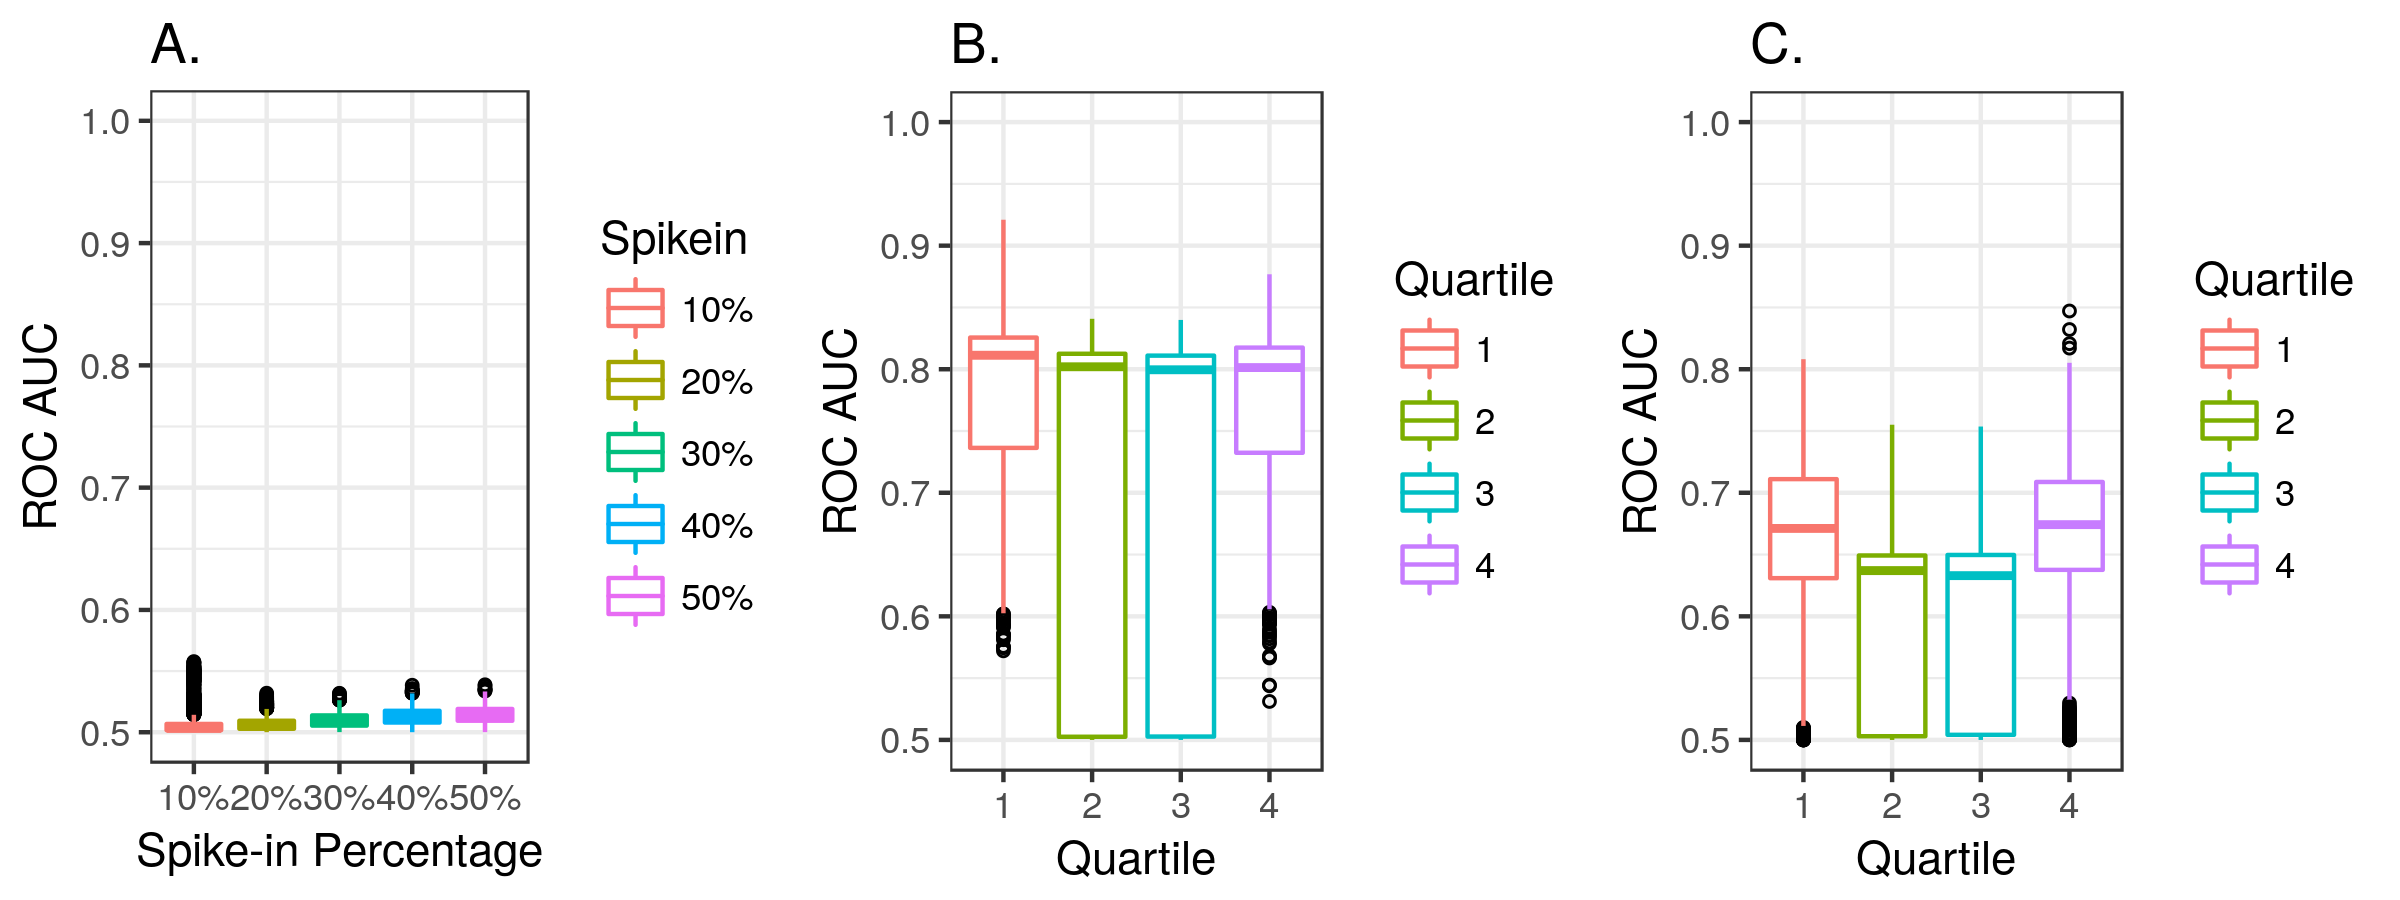 A.
ROC AUC
1.0
0.9
0.8
0.7
0.6
0.5
10% 20% 30% 40% 50%
Spike-in Percentage
Spikein
10%
20%
30%
40%
50%
B.
ROC AUC
1.0
0.9
0.8
0.7
0.6
0.5
1 2 3 4
Quartile
Quartile
1
2
3
4
C.
ROC AUC
1.0
0.9
0.8
0.7
0.6
0.5
1 2 3 4
Quartile
Quartile
1
2
3
4